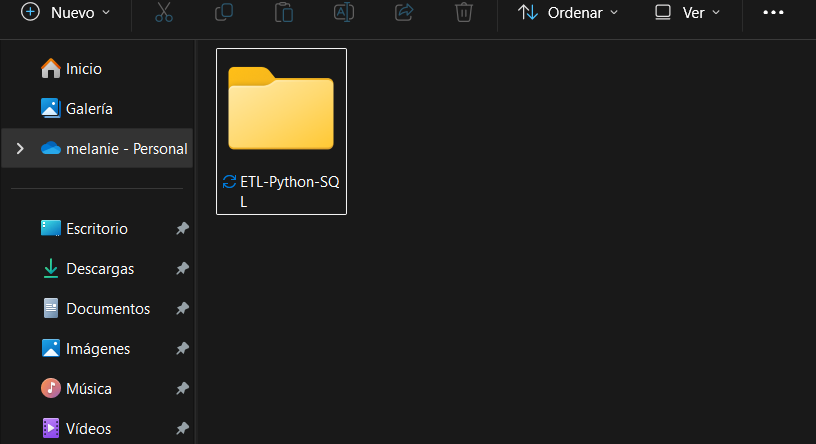 Nuevo
Ordenar
Ver
Inicio
Galería
melanie - Personal
Escritorio
Descargas
Documentos
Imágenes
Música
Vídeos
ETL-Python-SQ
L